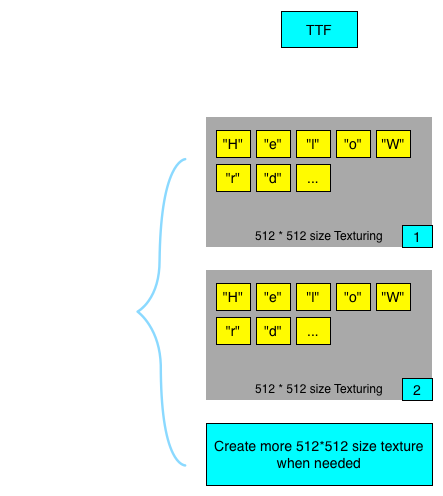 TTF
"H" "e" "l" "o" "W"
"r" "d" ...
512 * 512 size Texturing 1
"H" "e" "l" "o" "W"
"r" "d" ...
512 * 512 size Texturing 2
Create more 512*512 size texture
when needed